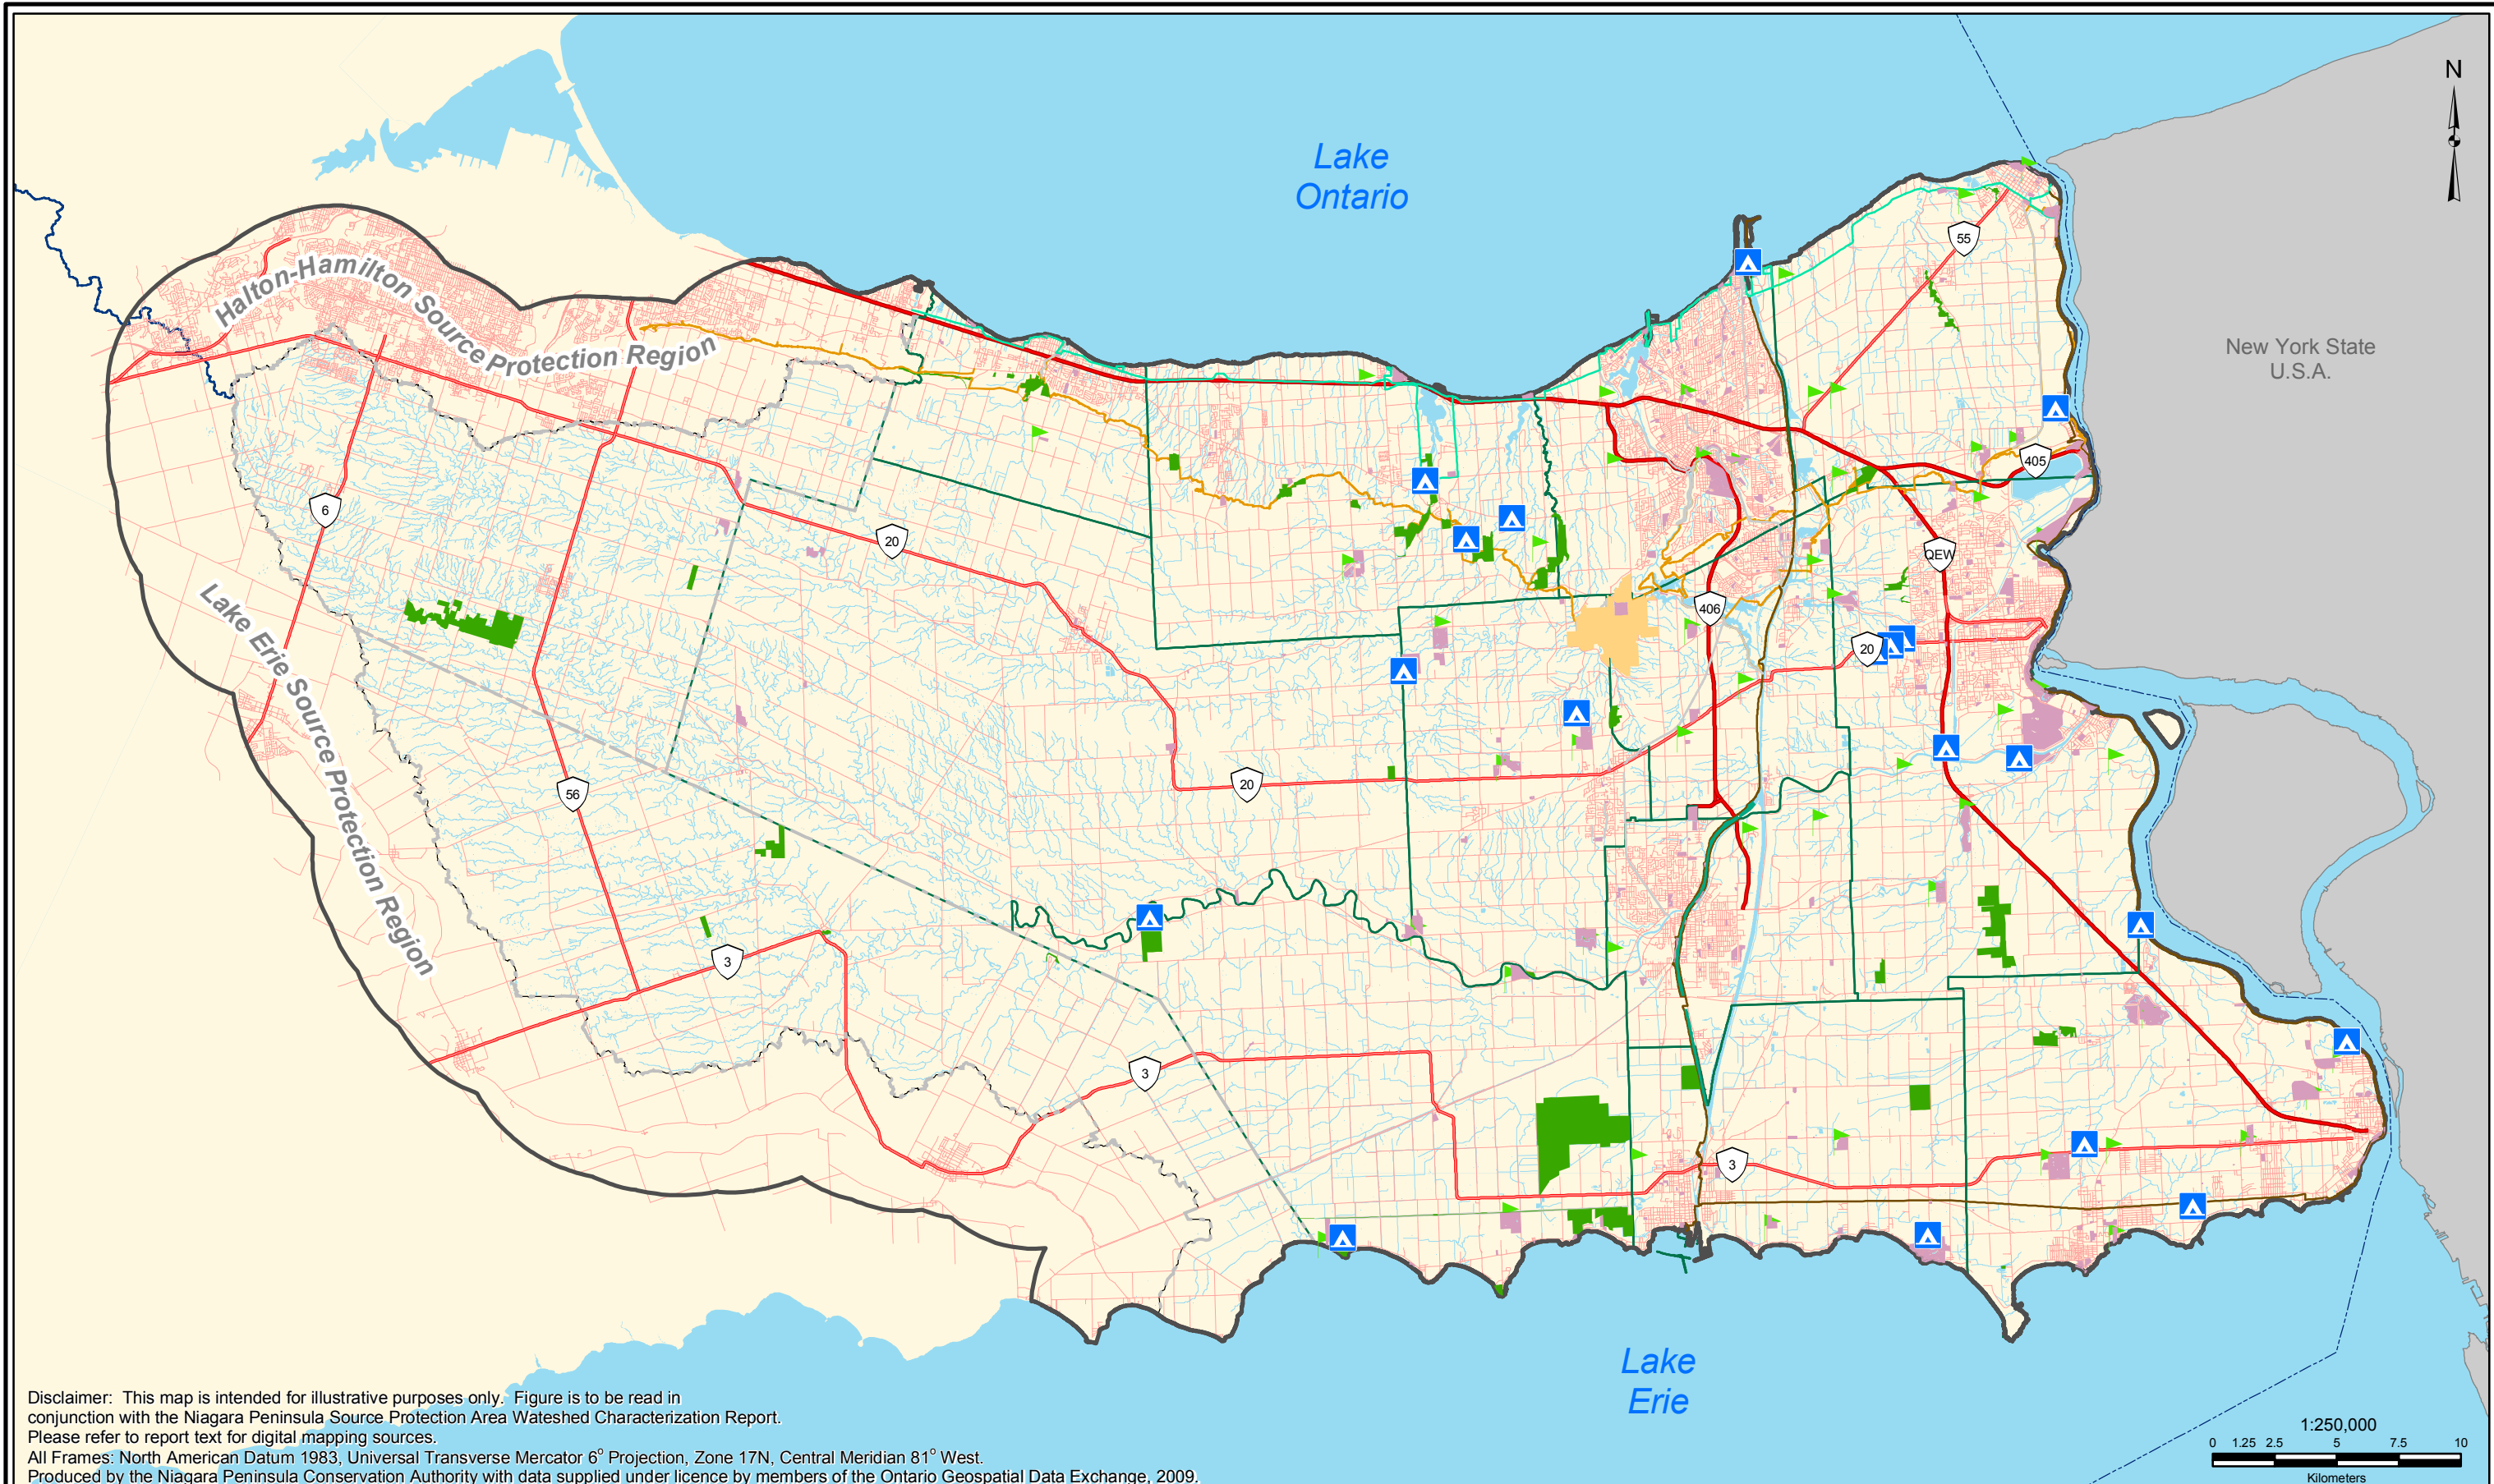 N
Lake
Ontario
55
Halton-Hamilton Source Protection Region
New York State
U.S.A.
405
6
20
QEW
406
20
Lake Erie Source Protection Region
56
20
3
3
3
Lake
Erie
Disclaimer: This map is intended for illustrative purposes only. Figure is to be read in
conjunction with the Niagara Peninsula Source Protection Area Wateshed Characterization Report.
Please refer to report text for digital mapping sources.
All Frames: North American Datum 1983, Universal Transverse Mercator 6° Projection, Zone 17N, Central Meridian 81° West.
Produced by the Niagara Peninsula Conservation Authority with data supplied under licence by members of the Ontario Geospatial Data Exchange, 2009.
1:250,000
0 1.25 2.5 5 7.5 10
Kilometers